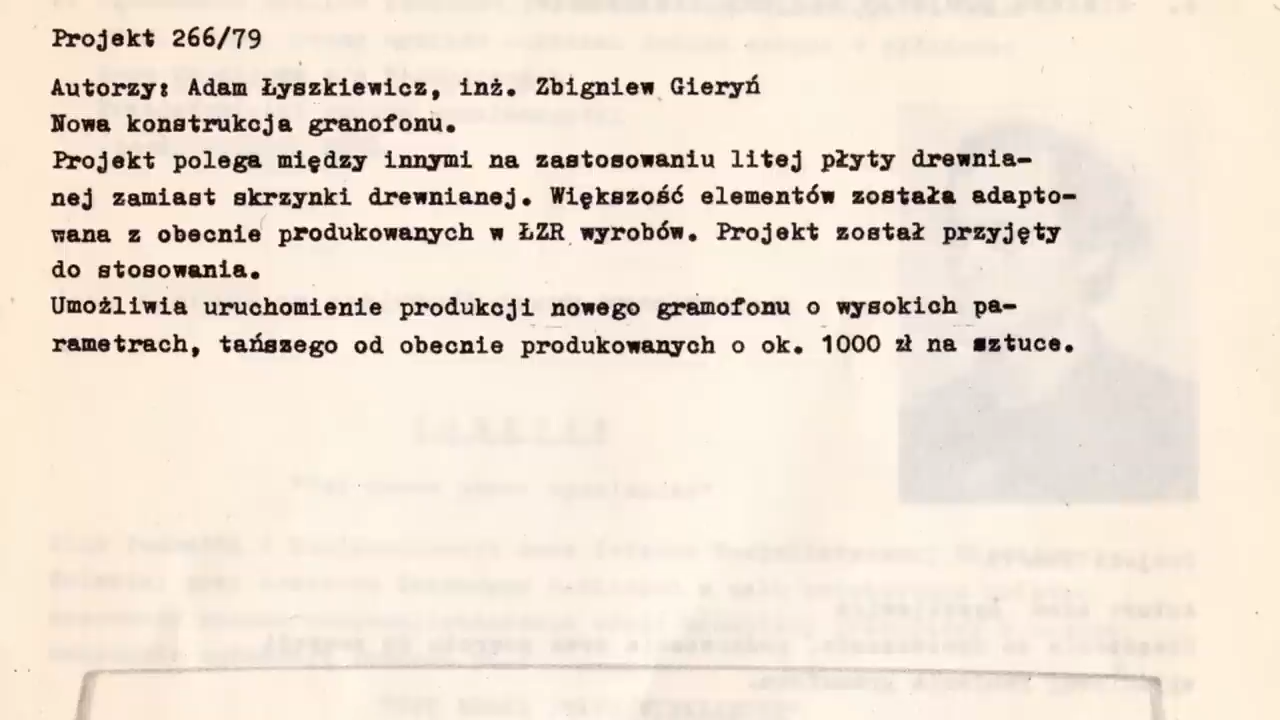 Projekt 266/79
Autorzy: Adam Łyszkiewicz, inż. Zbigniew Gieryń
Nowa konstrukcja granofonu.
Projekt polega między innymi na zastosowaniu litej płyty drewnia-
nej zamiast skrzynki drewnianej. Większość elementów została adapto-
wana z obecnie produkowanych w ŁZR wyrobów. Projekt został przyjęty
do stosowania.
Umożliwia uruchomienie produkcji nowego gramofonu o wysokich pa-
rametrach, tańszego od obecnie produkowanych o ok. 1000 zł na sztuce.